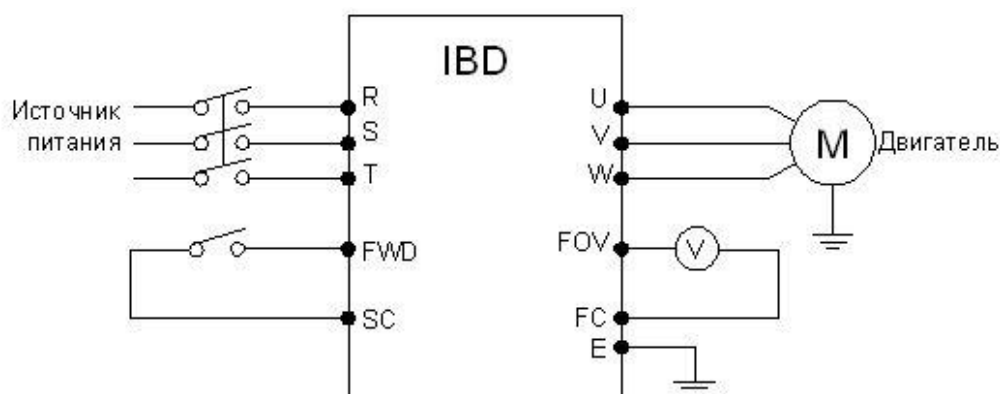 IBD
Источник
питания
R
S
T
FWD
SC
U
V
W
FOV
FC
E
M
Двигатель
V